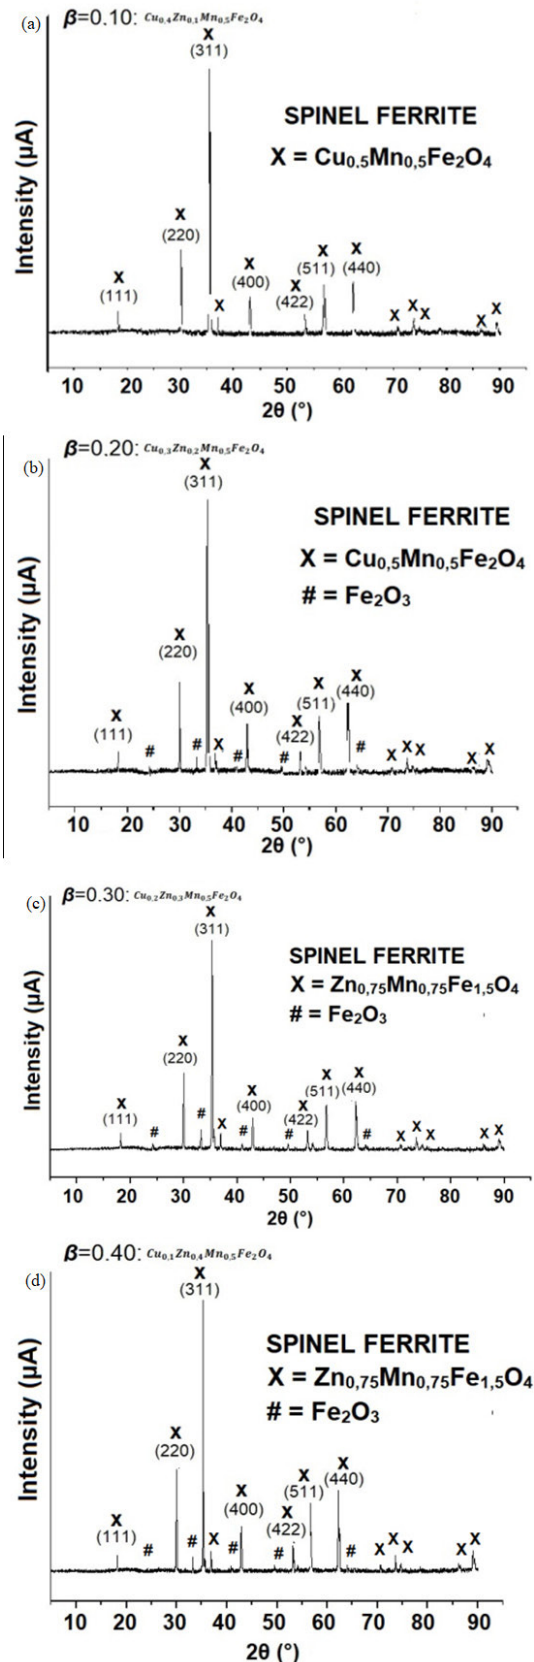 (a) β=0.10: Cu0,4Zn0,1Mn0,5Fe2O4
X
(311)
SPINEL FERRITE
X = Cu0.5Mn0,5Fe2O4
X
(220)
X
(111)
X
X
(400)
X
(422)
X
(511)
X
(440)
X X X X X
Intensity (µA)
10 20 30 40 50 60 70 80 90
2θ (°)
(b) β=0.20: Cu0,3Zn0,2Mn0,5Fe2O4
X
(311)
SPINEL FERRITE
X = Cu0,5Mn0,5Fe2O4
# = Fe2O3
X
(220)
X
(111)
# # X #
X
(400)
#
X
(422)
X
(511)
X
(440)
# X X X X X
Intensity (µA)
10 20 30 40 50 60 70 80 90
2θ (°)
(c) β=0.30: Cu0,2Zn0,3Mn0,5Fe2O4
X
(311)
SPINEL FERRITE
X = Zn0,75Mn0,75Fe1,5O4
# = Fe2O3
X
(220)
X
(111)
# # X #
X
(400)
#
X
(422)
X
(511)
X
(440)
# X X X X X
Intensity (µA)
10 20 30 40 50 60 70 80 90
2θ (°)
(d) β=0.40: Cu0,1Zn0,4Mn0,5Fe2O4
X
(311)
SPINEL FERRITE
X = Zn0,75Mn0,75Fe1,5O4
# = Fe2O3
X
(220)
X
(111)
# # X #
X
(400)
#
X
(422)
X
(511)
X
(440)
# X X X X X
Intensity (µA)
10 20 30 40 50 60 70 80 90
2θ (°)